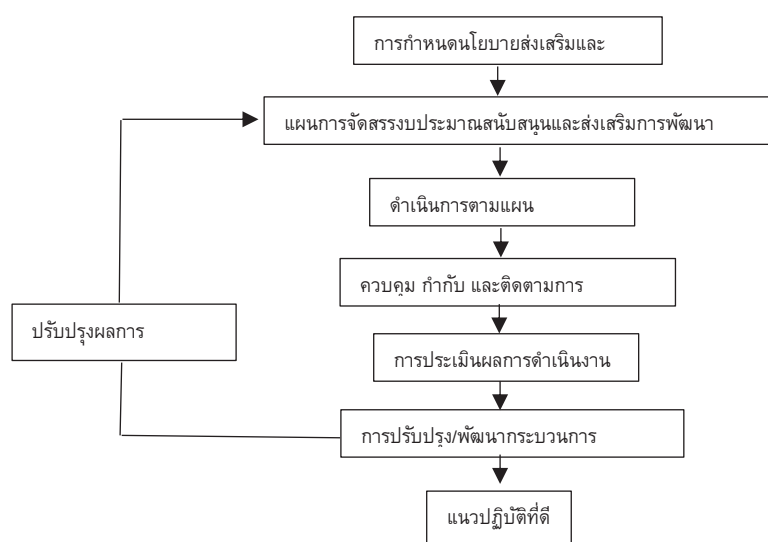 การกำหนดนโยบายส่งเสริมและ
แผนการจัดสรรงบประมาณสนับสนุนและส่งเสริมการพัฒนา
ดำเนินการตามแผน
ควบคุม กำกับ และติดตามการ
ปรับปรุงผลการ
การประเมินผลการดำเนินงาน
การปรับปรุง/พัฒนากระบวนการ
แนวปฏิบัติที่ดี